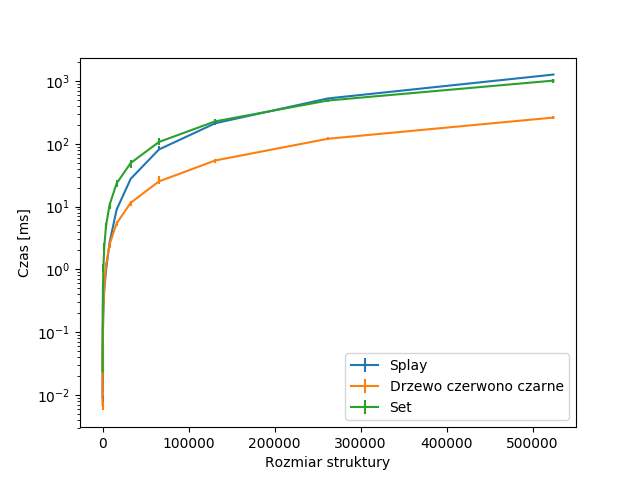 Czas [ms]
10³
10²
10¹
10⁰
10⁻¹
10⁻²
0
100000
200000
300000
400000
500000
Rozmiar struktury
Splay
Drzewo czerwono czarne
Set